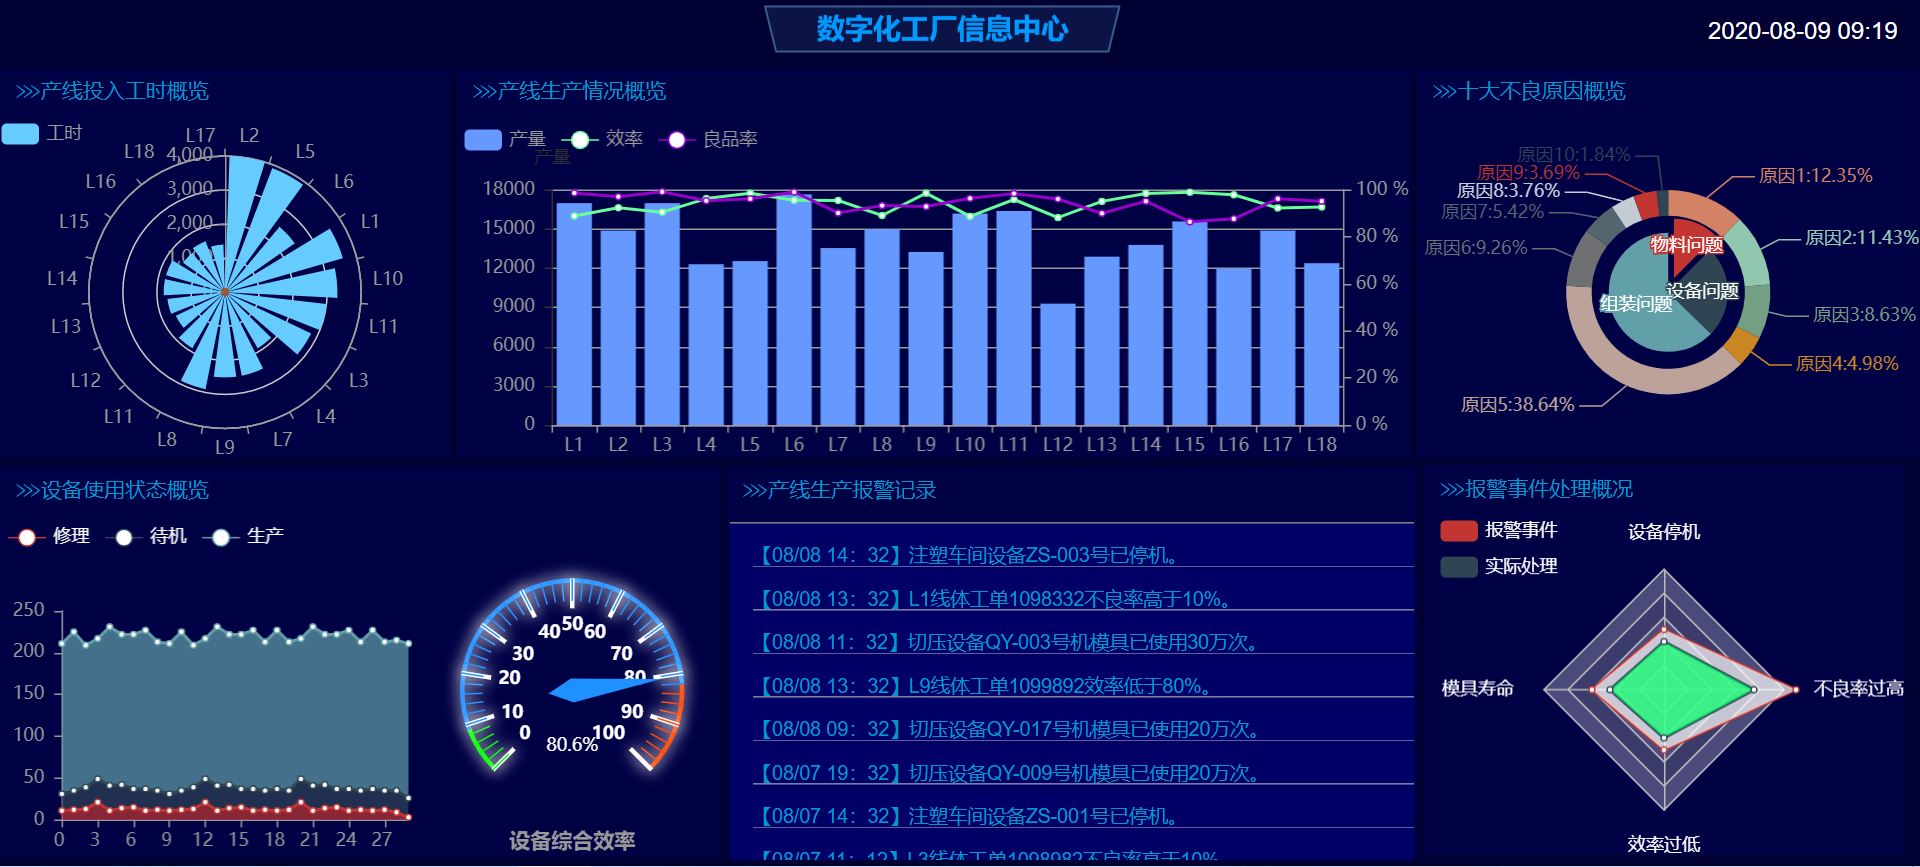 数字化工厂信息中心
2020-08-09 09:19
>>>产线投入工时概览
工时
L17
L2
L18
4,000
L5
L16
3,000
L6
L15
2,000
L1
L14
L10
L13
L11
L12
L3
L11
L4
L8
L7
L9
>>>产线生产情况概览
产量
效率
良品率
产量
18000
100 %
15000
80 %
12000
60 %
9000
40 %
6000
20 %
3000
0
0 %
L1 L2 L3 L4 L5 L6 L7 L8 L9 L10 L11 L12 L13 L14 L15 L16 L17 L18
>>>十大不良原因概览
原因10:1.84%
原因9:3.69%
原因8:3.76%
原因7:5.42%
原因6:9.26%
原因1:12.35%
原因2:11.43%
原因3:8.63%
原因4:4.98%
原因5:38.64%
物料问题
设备问题
组装问题
>>>设备使用状态概览
修理
待机
生产
250
200
150
100
50
0
0 3 6 9 12 15 18 21 24 27
0
10
20
30
40
50
60
70
80
90
100
80.6%
设备综合效率
>>>产线生产报警记录
【08/08 14：32】注塑车间设备ZS-003号已停机。
【08/08 13：32】L1线体工单1098332不良率高于10%。
【08/08 11：32】切压设备QY-003号机模具已使用30万次。
【08/08 13：32】L9线体工单1099892效率低于80%。
【08/08 09：32】切压设备QY-017号机模具已使用20万次。
【08/07 19：32】切压设备QY-009号机模具已使用20万次。
【08/07 14：32】注塑车间设备ZS-001号已停机。
【08/07 11：12】L3线体工单1098982不良率高于10%
>>>报警事件处理概况
报警事件
实际处理
设备停机
模具寿命
不良率过高
效率过低